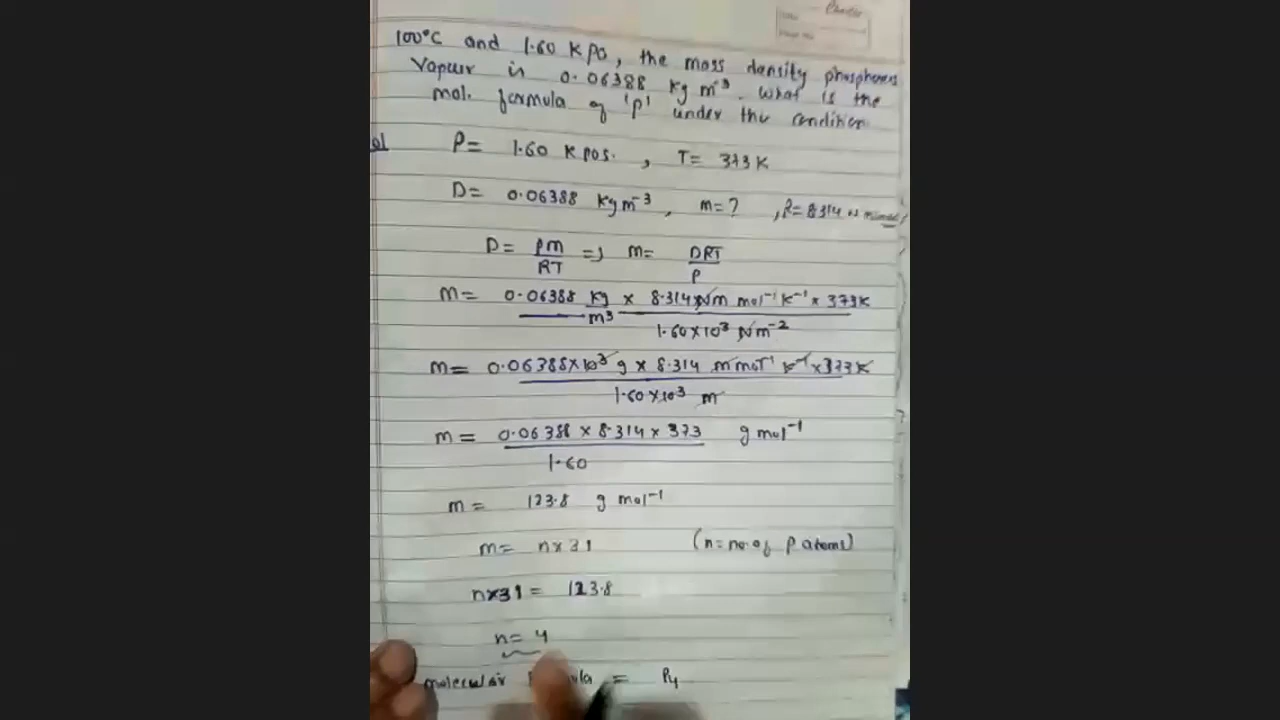 100°C and 1.60 KPa, the mass density phosphorus
Vapour is 0.06388 Kg m⁻³. What is the
mol. formula of 'P' under the condition
P= 1.60 K pas. , T= 373 K
D= 0.06388 Kg m⁻³ , m= ? , R= 8.314
D= PM/RT => m= DRT/P
M= 0.06388 Kg/m³ × 8.314 Nm mol⁻¹ K⁻¹ × 373K
1.60×10³ Nm⁻²
m= 0.06388×10³ g × 8.314 m mol⁻¹ K⁻¹ × 373K
1.60×10³ m
m= 0.06388 × 8.314 × 373 g mol⁻¹
1.60
m= 123.8 g mol⁻¹
m= n×31 (n= no. of P atoms)
n×31= 123.8
n= 4
molecular = P₄